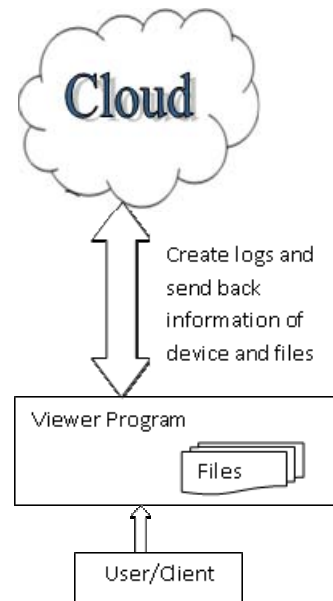 Cloud
Create logs and
send back
information of
device and files
Viewer Program
Files
User/Client